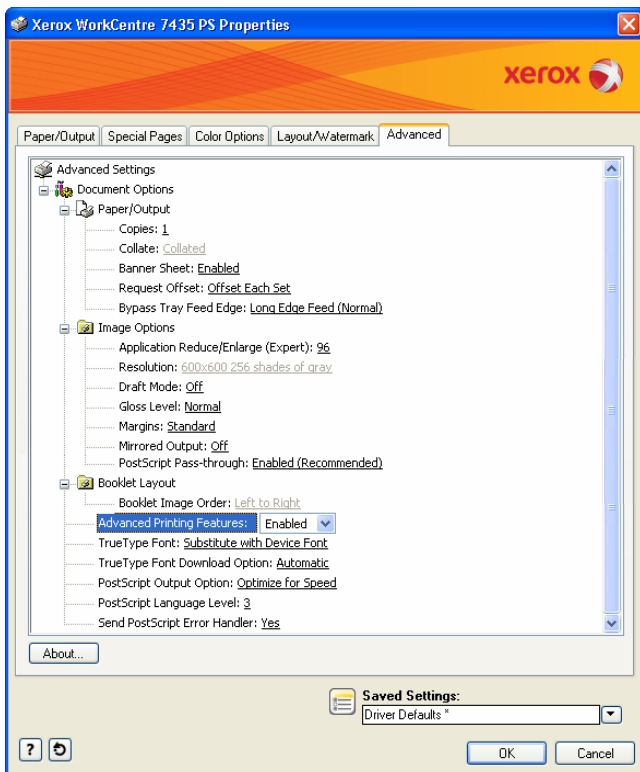 Xerox WorkCentre 7435 PS Properties
xerox
Paper/Output Special Pages Color Options Layout/Watermark Advanced
Advanced Settings
Document Options
Paper/Output
Copies: 1
Collate: Collated
Banner Sheet: Enabled
Request Offset: Offset Each Set
Bypass Tray Feed Edge: Long Edge Feed (Normal)
Image Options
Application Reduce/Enlarge (Expert): 96
Resolution: 600x600 256 shades of gray
Draft Mode: Off
Gloss Level: Normal
Margins: Standard
Mirrored Output: Off
PostScript Pass-through: Enabled (Recommended)
Booklet Layout
Booklet Image Order: Left to Right
Advanced Printing Features: Enabled
TrueType Font: Substitute with Device Font
TrueType Font Download Option: Automatic
PostScript Output Option: Optimize for Speed
PostScript Language Level: 3
Send PostScript Error Handler: Yes
About...
Saved Settings:
Driver Defaults *
?
OK Cancel